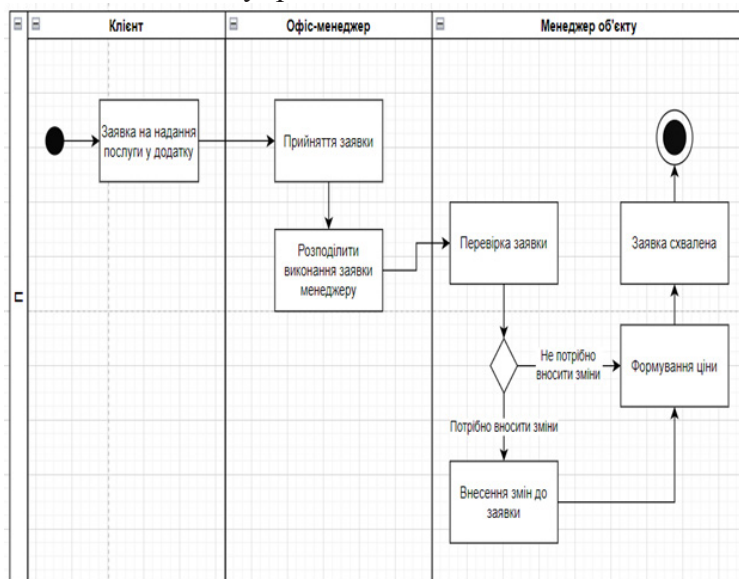 Клієнт
Офіс-менеджер
Менеджер об'єкту
Заявка на надання
послуги у додатку
Прийняття заявки
Розподілити
виконання заявки
менеджеру
Перевірка заявки
Заявка схвалена
Не потрібно
вносити зміни
Формування ціни
Потрібно вносити зміни
Внесення змін до
заявки